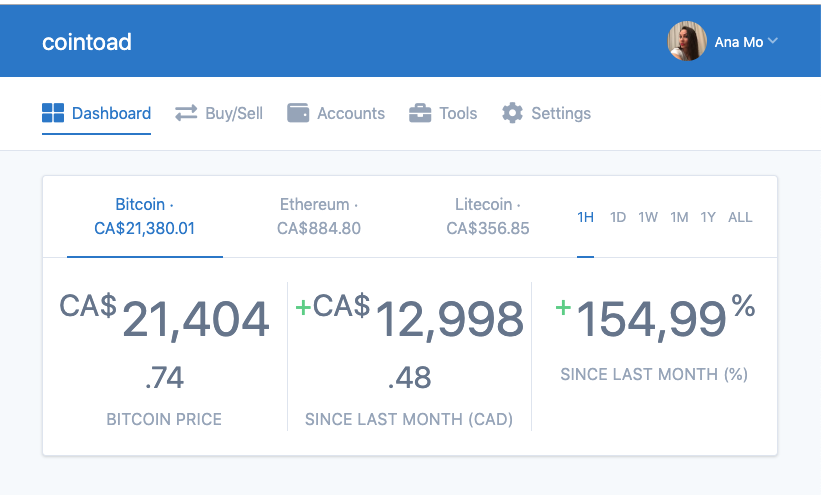 cointoad
Ana Mo
Dashboard Buy/Sell Accounts Tools Settings
Bitcoin · Ethereum · Litecoin ·
CA$21,380.01 CA$884.80 CA$356.85
1H 1D 1W 1M 1Y ALL
CA$21,404
.74
BITCOIN PRICE
+CA$12,998
.48
SINCE LAST MONTH (CAD)
+154,99%
SINCE LAST MONTH (%)